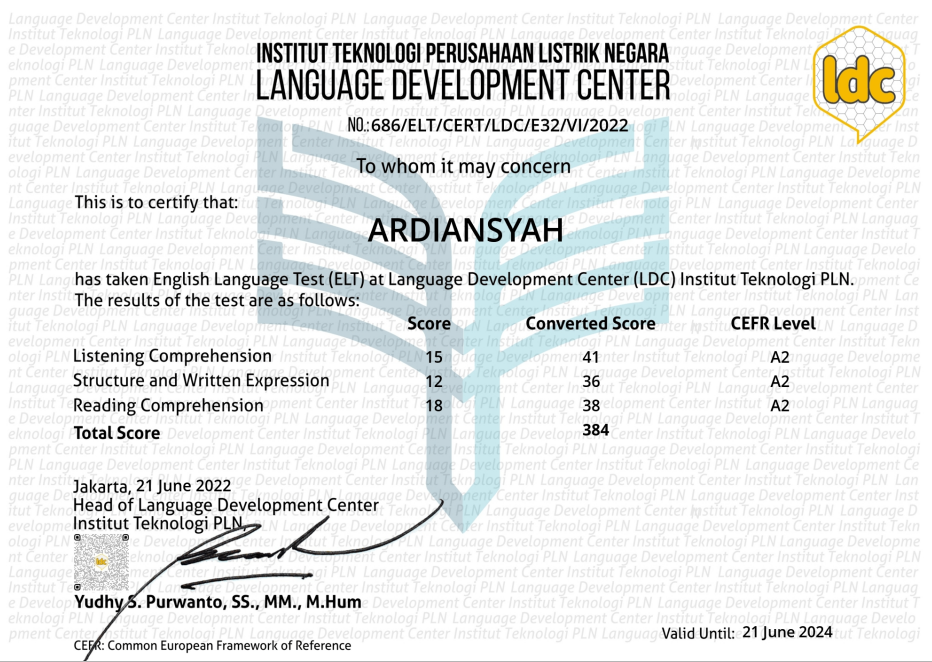 INSTITUT TEKNOLOGI PERUSAHAAN LISTRIK NEGARA
LANGUAGE DEVELOPMENT CENTER
ldc
NO.: 686/ELT/CERT/LDC/E32/VI/2022
To whom it may concern
This is to certify that:
ARDIANSYAH
has taken English Language Test (ELT) at Language Development Center (LDC) Institut Teknologi PLN.
The results of the test are as follows:
Score Converted Score CEFR Level
Listening Comprehension 15 41 A2
Structure and Written Expression 12 36 A2
Reading Comprehension 18 38 A2
Total Score 384
Jakarta, 21 June 2022
Head of Language Development Center
Institut Teknologi PLN,
ldc
Yudhy S. Purwanto, SS., MM., M.Hum
Valid Until: 21 June 2024
CEFR: Common European Framework of Reference